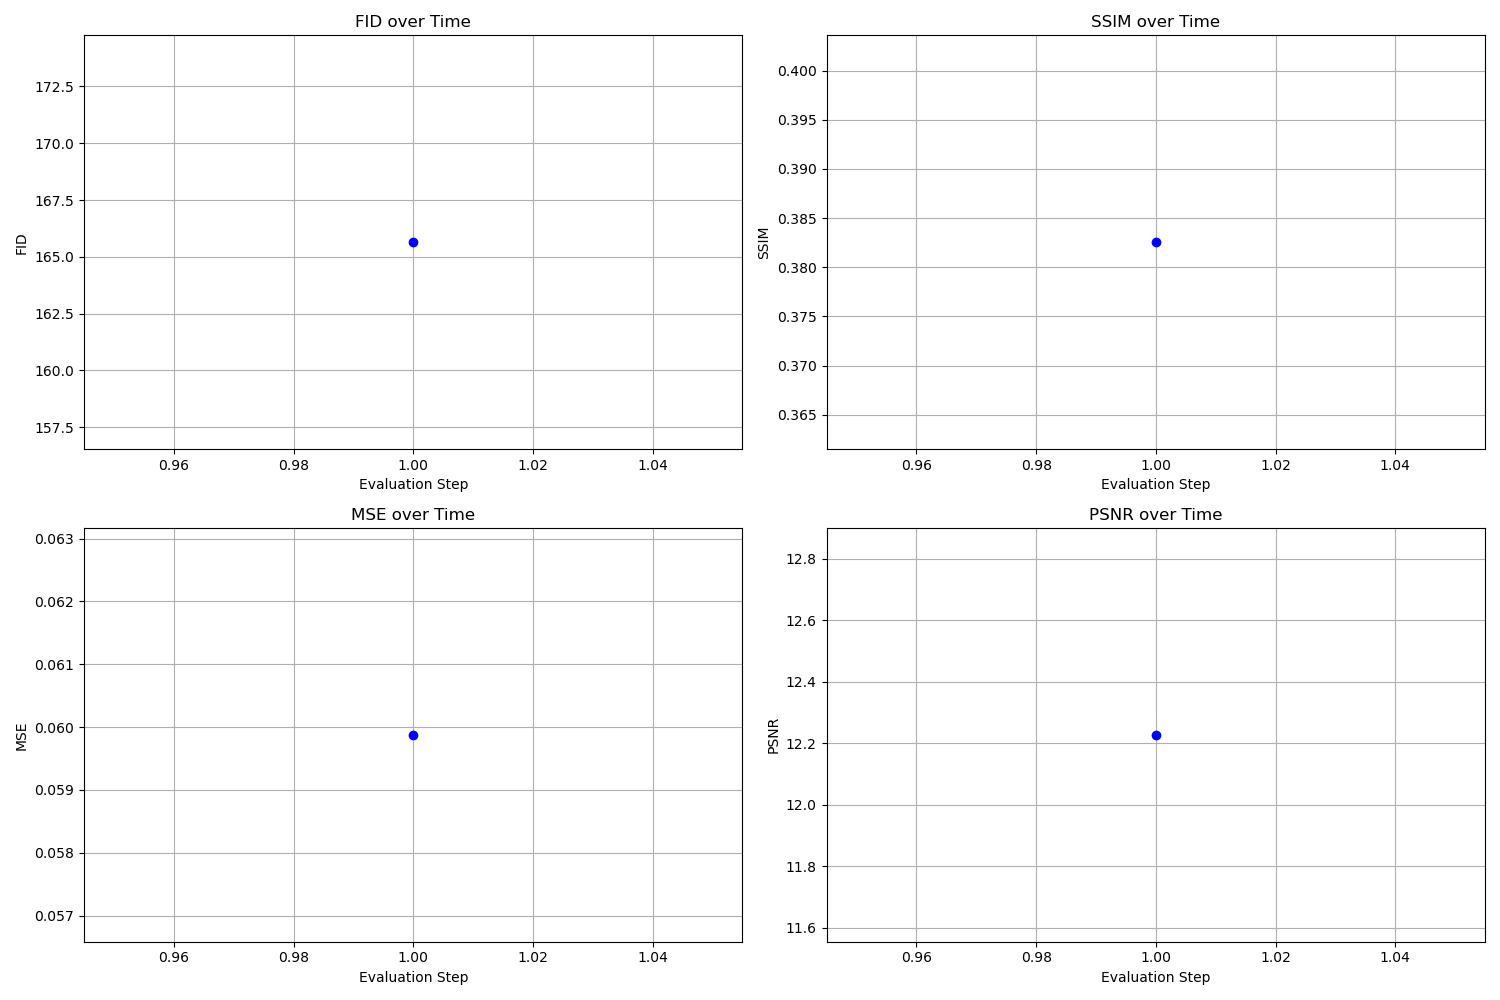 FID over Time
FID
172.5
170.0
167.5
165.0
162.5
160.0
157.5
0.96 0.98 1.00 1.02 1.04
Evaluation Step
SSIM over Time
SSIM
0.400
0.395
0.390
0.385
0.380
0.375
0.370
0.365
0.96 0.98 1.00 1.02 1.04
Evaluation Step
MSE over Time
MSE
0.063
0.062
0.061
0.060
0.059
0.058
0.057
0.96 0.98 1.00 1.02 1.04
Evaluation Step
PSNR over Time
PSNR
12.8
12.6
12.4
12.2
12.0
11.8
11.6
0.96 0.98 1.00 1.02 1.04
Evaluation Step